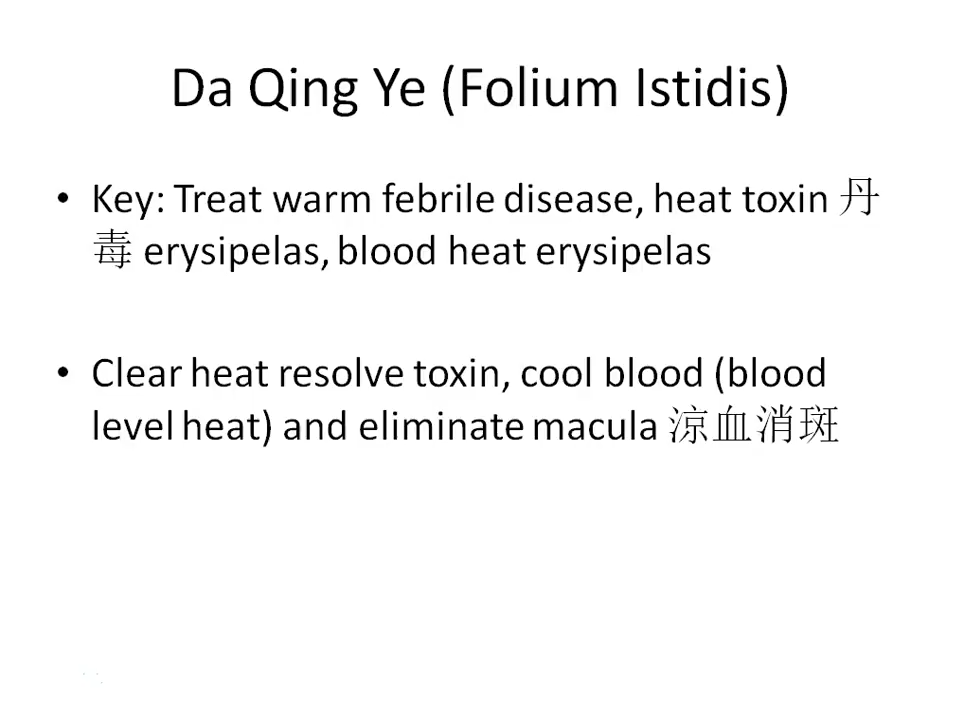 Da Qing Ye (Folium Istidis)
• Key: Treat warm febrile disease, heat toxin 丹
毒 erysipelas, blood heat erysipelas
• Clear heat resolve toxin, cool blood (blood
level heat) and eliminate macula 涼血消斑